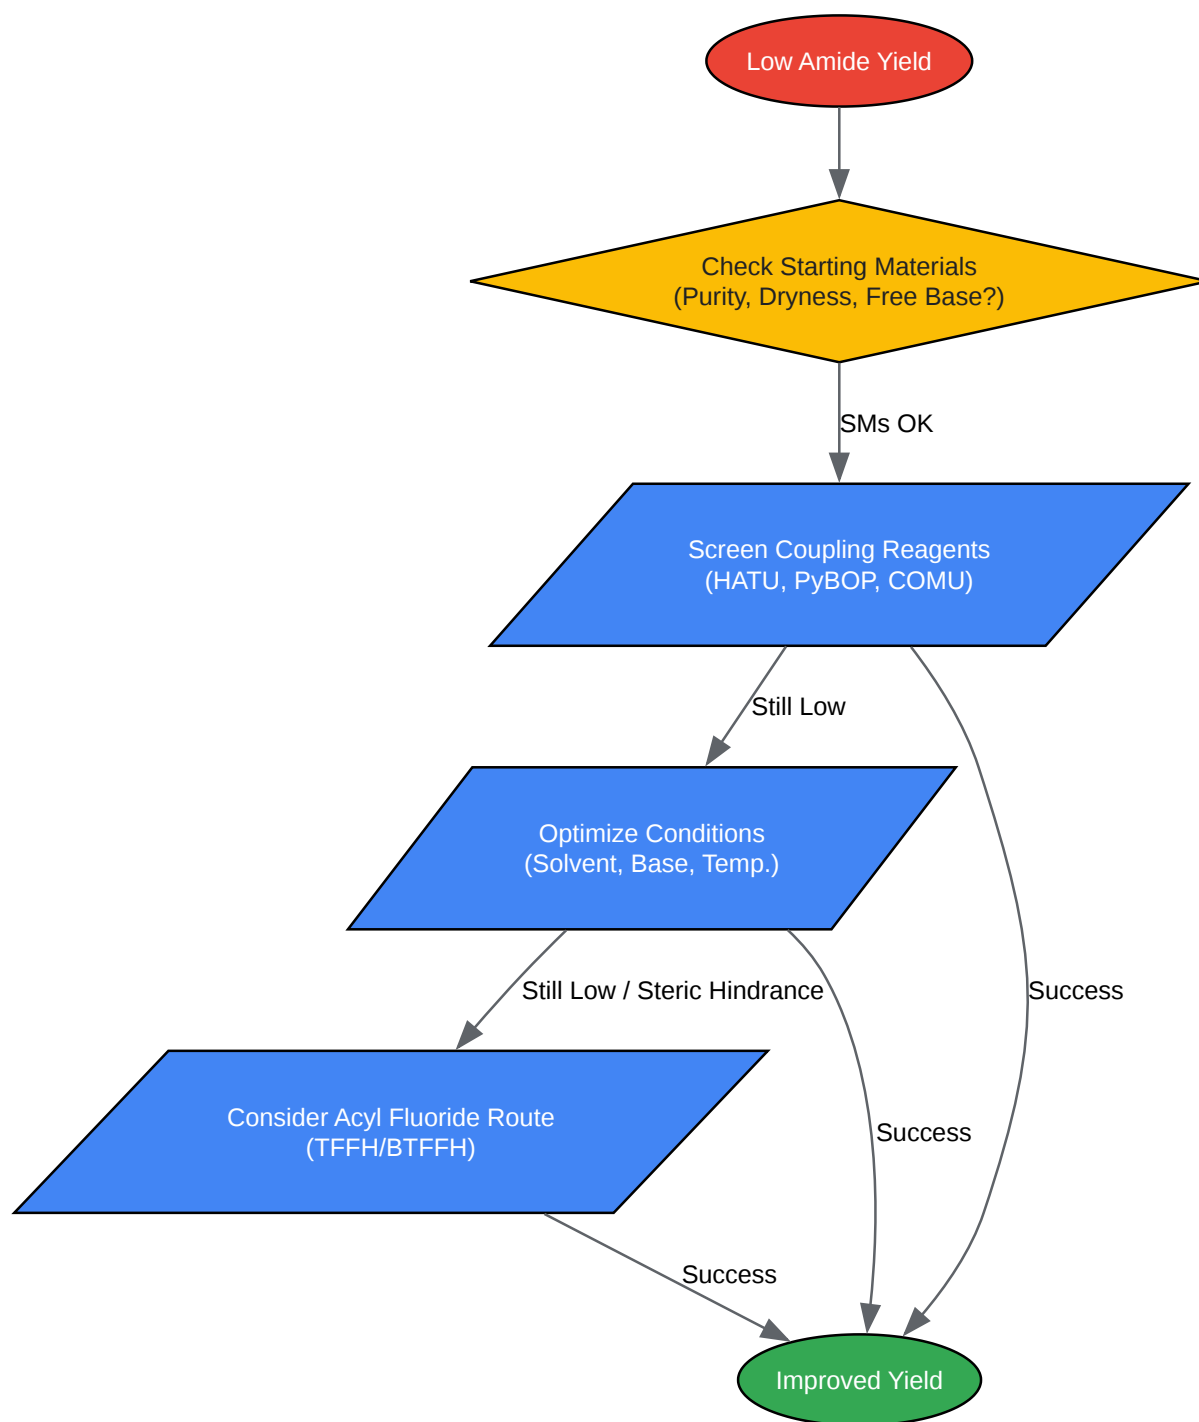 Low Amide Yield
Check Starting Materials
(Purity, Dryness, Free Base?)
SMs OK
Screen Coupling Reagents
(HATU, PyBOP, COMU)
Still Low
Optimize Conditions
(Solvent, Base, Temp.)
Still Low / Steric Hindrance
Success
Consider Acyl Fluoride Route
(TFFH/BTFFH)
Success
Success
Improved Yield